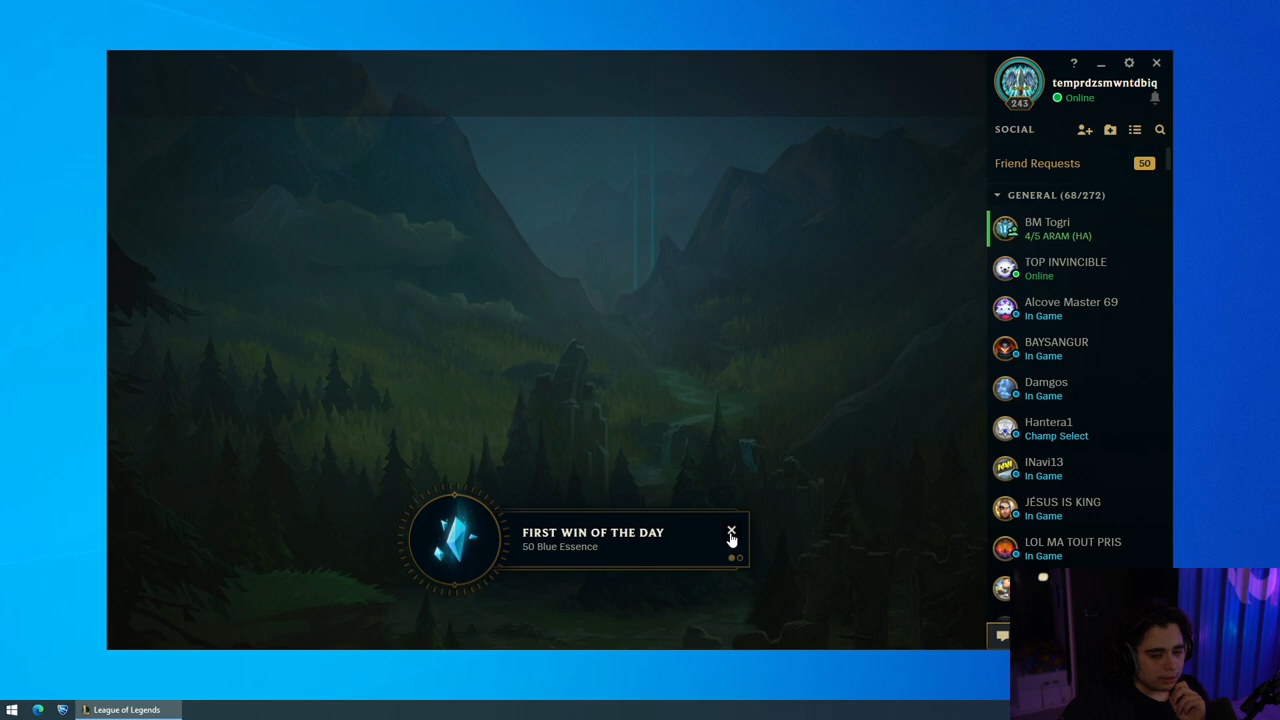 temprdzsmwntdbiq
Online
243
SOCIAL
Friend Requests
50
GENERAL (68/272)
BM Togri
4/5 ARAM (HA)
TOP INVINCIBLE
Online
Alcove Master 69
In Game
BAYSANGUR
In Game
Damgos
In Game
Hantera1
Champ Select
INavi13
In Game
JÉSUS IS KING
In Game
LOL MA TOUT PRIS
In Game
FIRST WIN OF THE DAY
50 Blue Essence
League of Legends